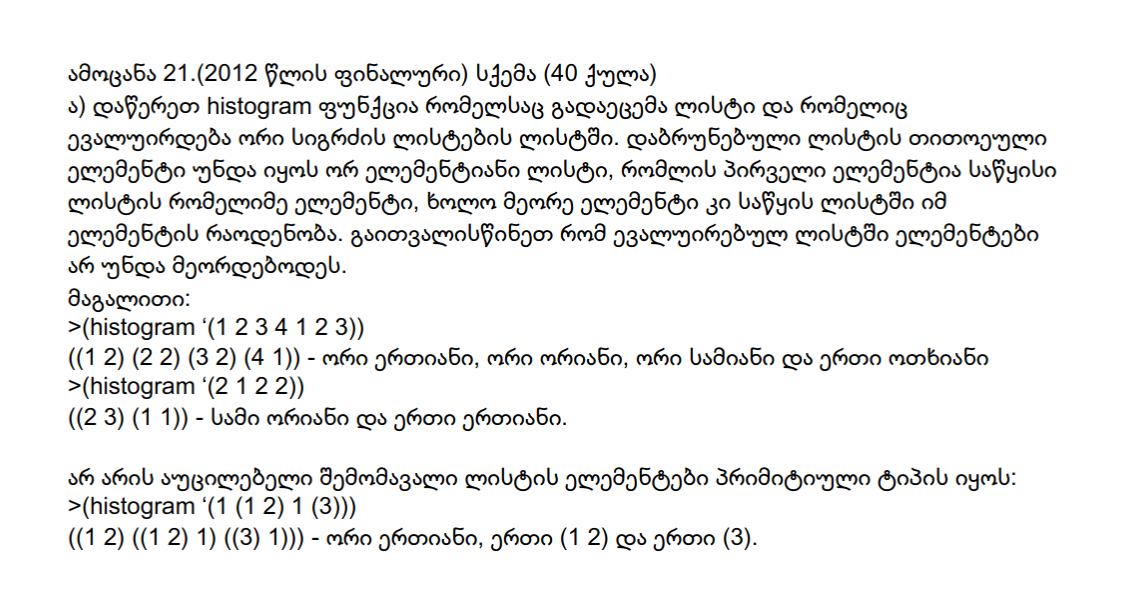 ამოცანა 21.(2012 წლის ფინალური) სქემა (40 ქულა)
ა) დაწერეთ histogram ფუნქცია რომელსაც გადაეცემა ლისტი და რომელიც
ევალუირდება ორი სიგრძის ლისტების ლისტში. დაბრუნებული ლისტის თითოეული
ელემენტი უნდა იყოს ორ ელემენტიანი ლისტი, რომლის პირველი ელემენტია საწყისი
ლისტის რომელიმე ელემენტი, ხოლო მეორე ელემენტი კი საწყის ლისტში იმ
ელემენტის რაოდენობა. გაითვალისწინეთ რომ ევალუირებულ ლისტში ელემენტები
არ უნდა მეორდებოდეს.
მაგალითი:
>(histogram ‘(1 2 3 4 1 2 3))
((1 2) (2 2) (3 2) (4 1)) - ორი ერთიანი, ორი ორიანი, ორი სამიანი და ერთი ოთხიანი
>(histogram ‘(2 1 2 2))
((2 3) (1 1)) - სამი ორიანი და ერთი ერთიანი.
არ არის აუცილებელი შემომავალი ლისტის ელემენტები პრიმიტიული ტიპის იყოს:
>(histogram ‘(1 (1 2) 1 (3)))
((1 2) ((1 2) 1) ((3) 1))) - ორი ერთიანი, ერთი (1 2) და ერთი (3).